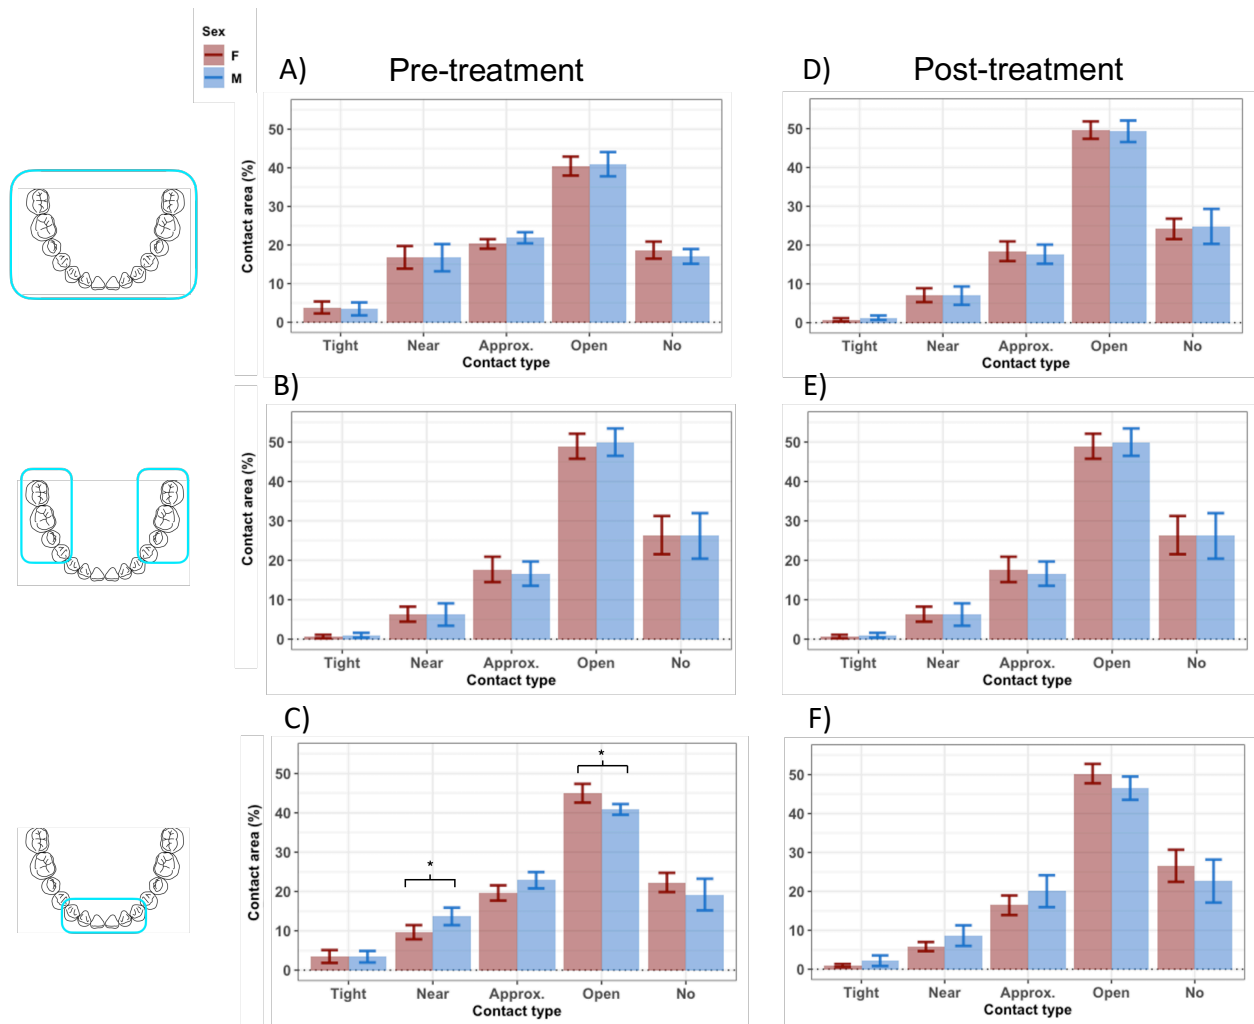 Sex
F
M
A)
Pre-treatment
D)
Post-treatment
Contact area (%)
50
40
30
20
10
0
Tight
Near
Approx.
Open
No
Contact type
50
40
30
20
10
0
Tight
Near
Approx.
Open
No
Contact type
B)
E)
Contact area (%)
50
40
30
20
10
0
Tight
Near
Approx.
Open
No
Contact type
50
40
30
20
10
0
Tight
Near
Approx.
Open
No
Contact type
C)
F)
Contact area (%)
50
40
30
20
10
0
*
*
Tight
Near
Approx.
Open
No
Contact type
50
40
30
20
10
0
Tight
Near
Approx.
Open
No
Contact type